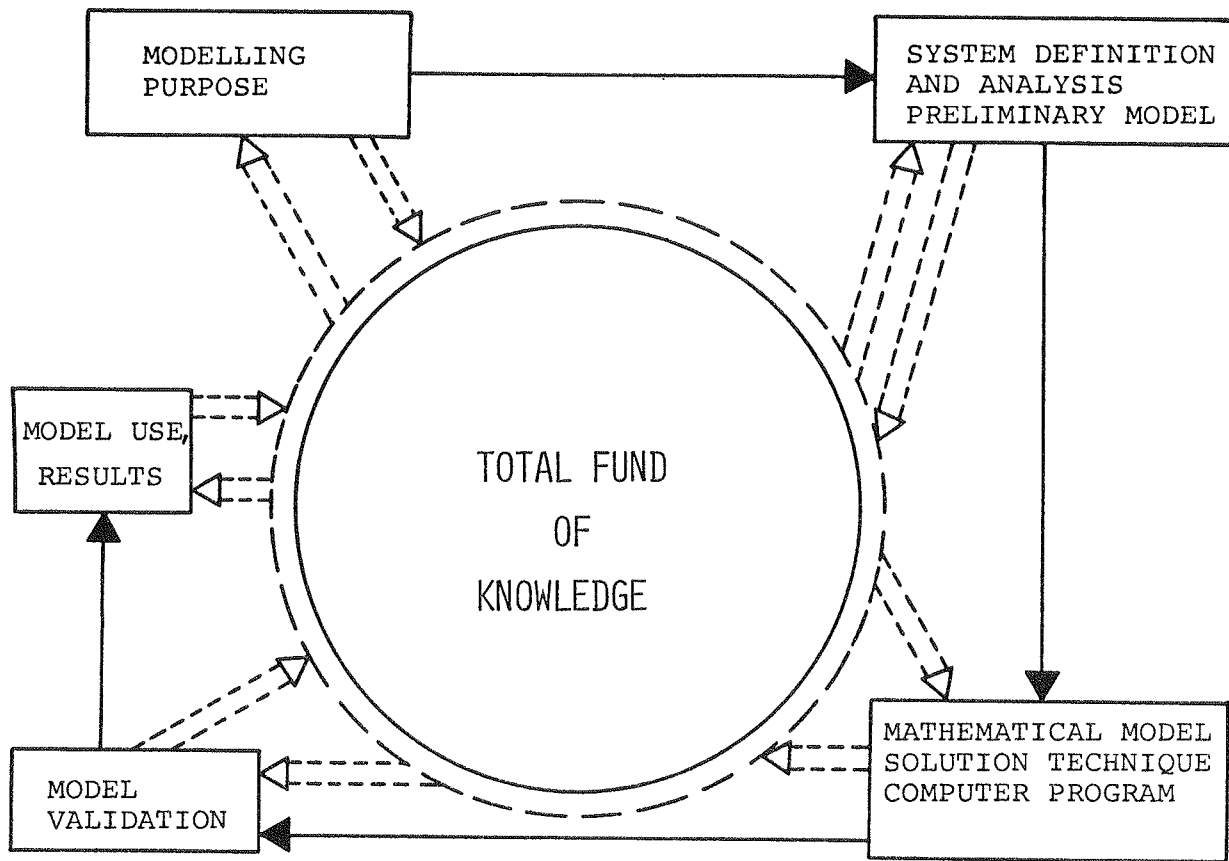 MODELLING
PURPOSE
SYSTEM DEFINITION
AND ANALYSIS
PRELIMINARY MODEL
MODEL USE,
RESULTS
TOTAL FUND
OF
KNOWLEDGE
MODEL
VALIDATION
MATHEMATICAL MODEL
SOLUTION TECHNIQUE
COMPUTER PROGRAM